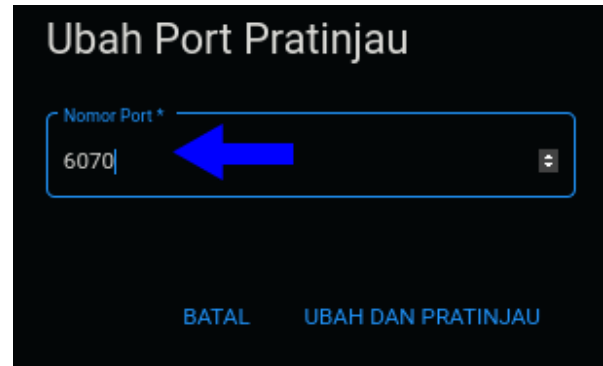 Ubah Port Pratinjau
Nomor Port *
6070
BATAL UBAH DAN PRATINJAU